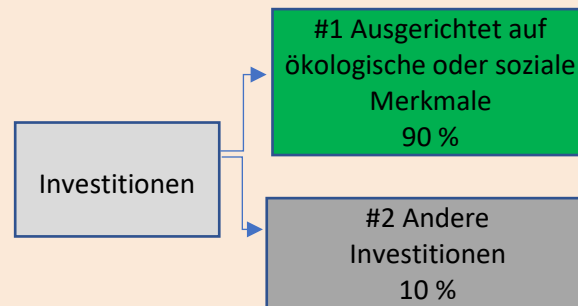 #1 Ausgerichtet auf
ökologische oder soziale
Merkmale
90 %
Investitionen
#2 Andere
Investitionen
10 %